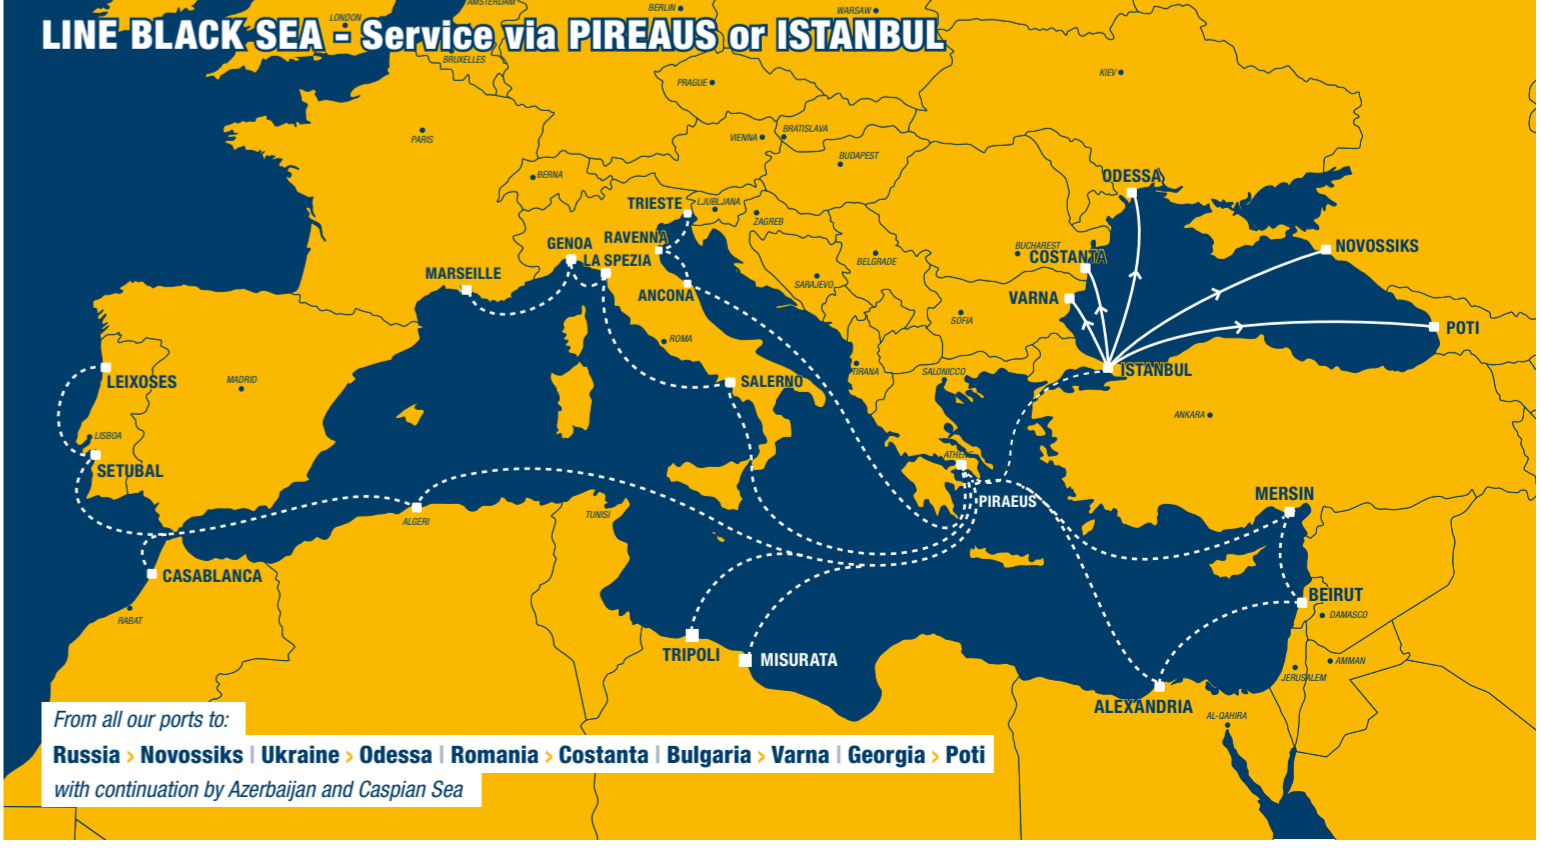 AMSTERDAM
LONDON
BERLIN
WARSAW
LINE BLACK SEA - Service via PIREAUS or ISTANBUL
BRUXELLES
KIEV
PRAGUE
PARIS
VIENNA
BRATISLAVA
BUDAPEST
BERNA
ODESSA
TRIESTE
LJUBLJANA
ZAGREB
RAVENNA
GENOA
LA SPEZIA
BUCHAREST
COSTANTA
NOVOSSIKS
BELGRADE
MARSEILLE
SARAJEVO
ANCONA
VARNA
SOFIA
POTI
ROMA
TIRANA
SALONICCO
ISTANBUL
MADRID
LEIXOSES
SALERNO
ANKARA
LISBOA
ATHENS
SETUBAL
PIRAEUS
MERSIN
ALGERI
TUNISI
CASABLANCA
BEIRUT
DAMASCO
RABAT
TRIPOLI
MISURATA
AMMAN
JERUSALEM
ALEXANDRIA
AL-QAHIRA
From all our ports to:
Russia › Novossiks | Ukraine › Odessa | Romania › Costanta | Bulgaria › Varna | Georgia › Poti
with continuation by Azerbaijan and Caspian Sea